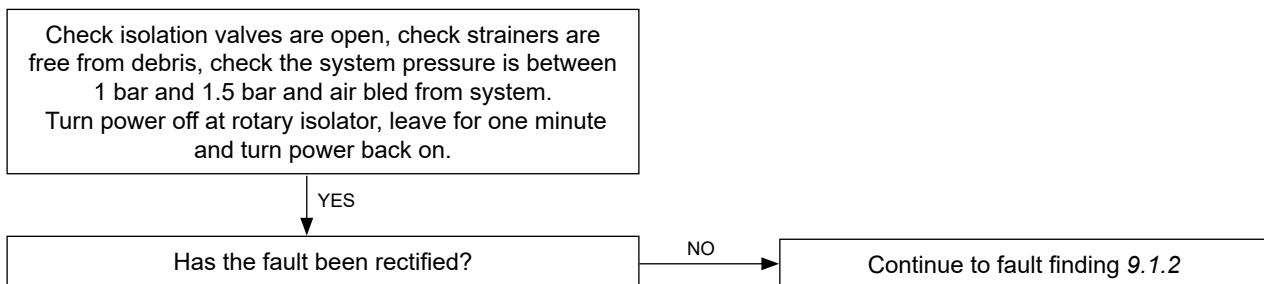 Check isolation valves are open, check strainers are
free from debris, check the system pressure is between
1 bar and 1.5 bar and air bled from system.
Turn power off at rotary isolator, leave for one minute
and turn power back on.
YES
Has the fault been rectified?
NO
Continue to fault finding 9.1.2